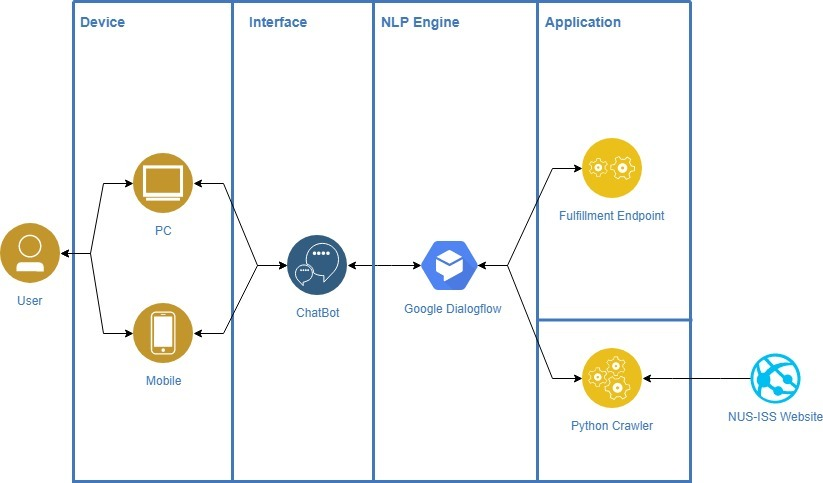 Device
Interface
NLP Engine
Application
PC
Fulfillment Endpoint
User
ChatBot
Google Dialogflow
Mobile
Python Crawler
NUS-ISS Website